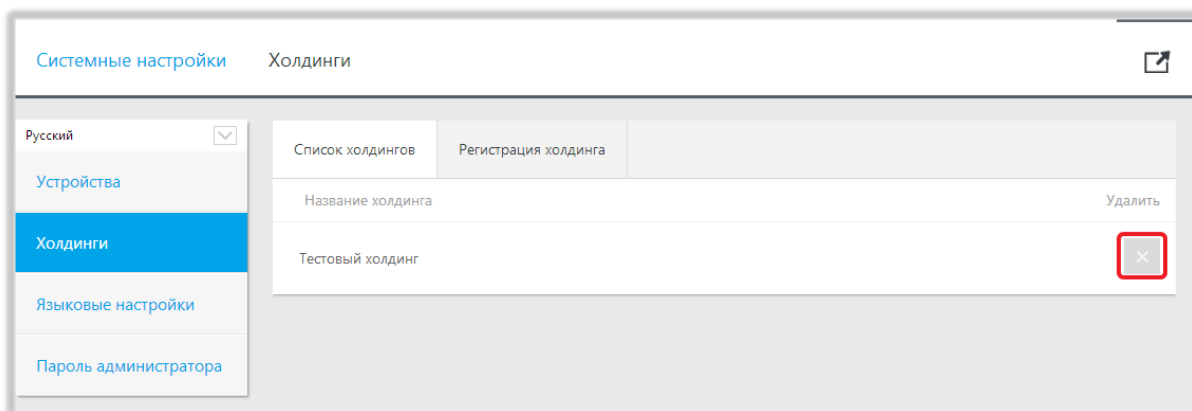 Системные настройки Холдинги
Русский
Устройства
Холдинги
Языковые настройки
Пароль администратора
Список холдингов Регистрация холдинга
Название холдинга Удалить
Тестовый холдинг